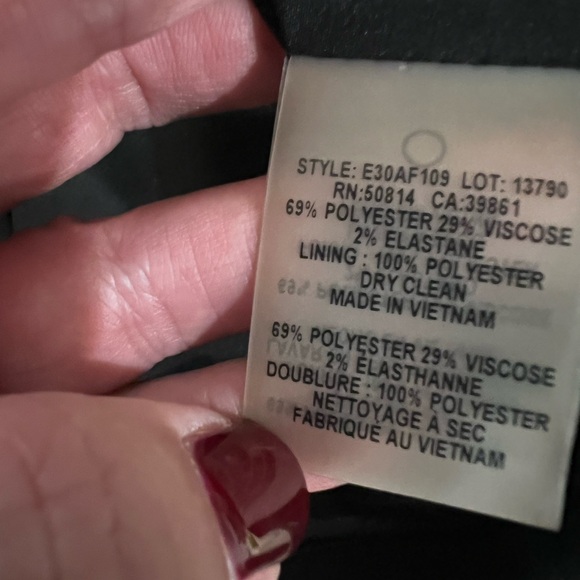 STYLE: E30AF109 LOT: 13790
RN:50814 CA:39861
69% POLYESTER 29% VISCOSE
2% ELASTANE
LINING : 100% POLYESTER
DRY CLEAN
MADE IN VIETNAM
69% POLYESTER 29% VISCOSE
2% ELASTHANNE
DOUBLURE : 100% POLYESTER
NETTOYAGE À SEC
FABRIQUE AU VIETNAM